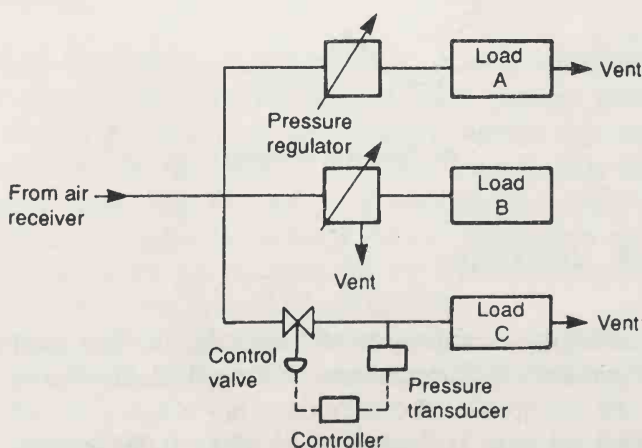 Load
A
Vent
Pressure
regulator
From air
receiver
Load
B
Vent
Load
C
Vent
Control
valve
Pressure
transducer
Controller